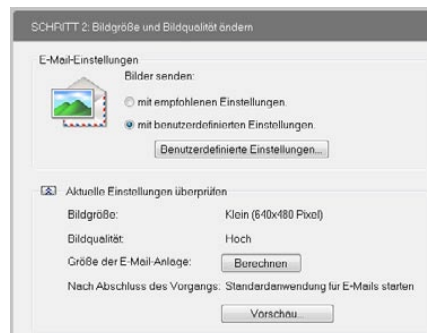 SCHRITT 2: Bildgröße und Bildqualität ändern
E-Mail-Einstellungen
Bilder senden:
mit empfohlenen Einstellungen.
mit benutzerdefinierten Einstellungen.
Benutzerdefinierte Einstellungen...
Aktuelle Einstellungen überprüfen
Bildgröße: Klein (640x480 Pixel)
Bildqualität: Hoch
Größe der E-Mail-Anlage: Berechnen
Nach Abschluss des Vorgangs: Standardanwendung für E-Mails starten
Vorschau...